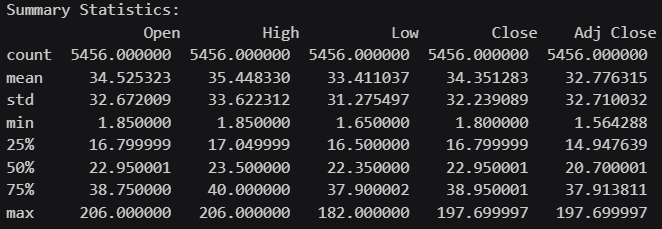 Summary Statistics:
Open High Low Close Adj Close
count 5456.000000 5456.000000 5456.000000 5456.000000 5456.000000
mean 34.525323 35.448330 33.411037 34.351283 32.776315
std 32.672009 33.622312 31.275497 32.239089 32.710032
min 1.850000 1.850000 1.650000 1.800000 1.564288
25% 16.799999 17.049999 16.500000 16.799999 14.947639
50% 22.950001 23.500000 22.350000 22.950001 20.700001
75% 38.750000 40.000000 37.900002 38.950001 37.913811
max 206.000000 206.000000 182.000000 197.699997 197.699997